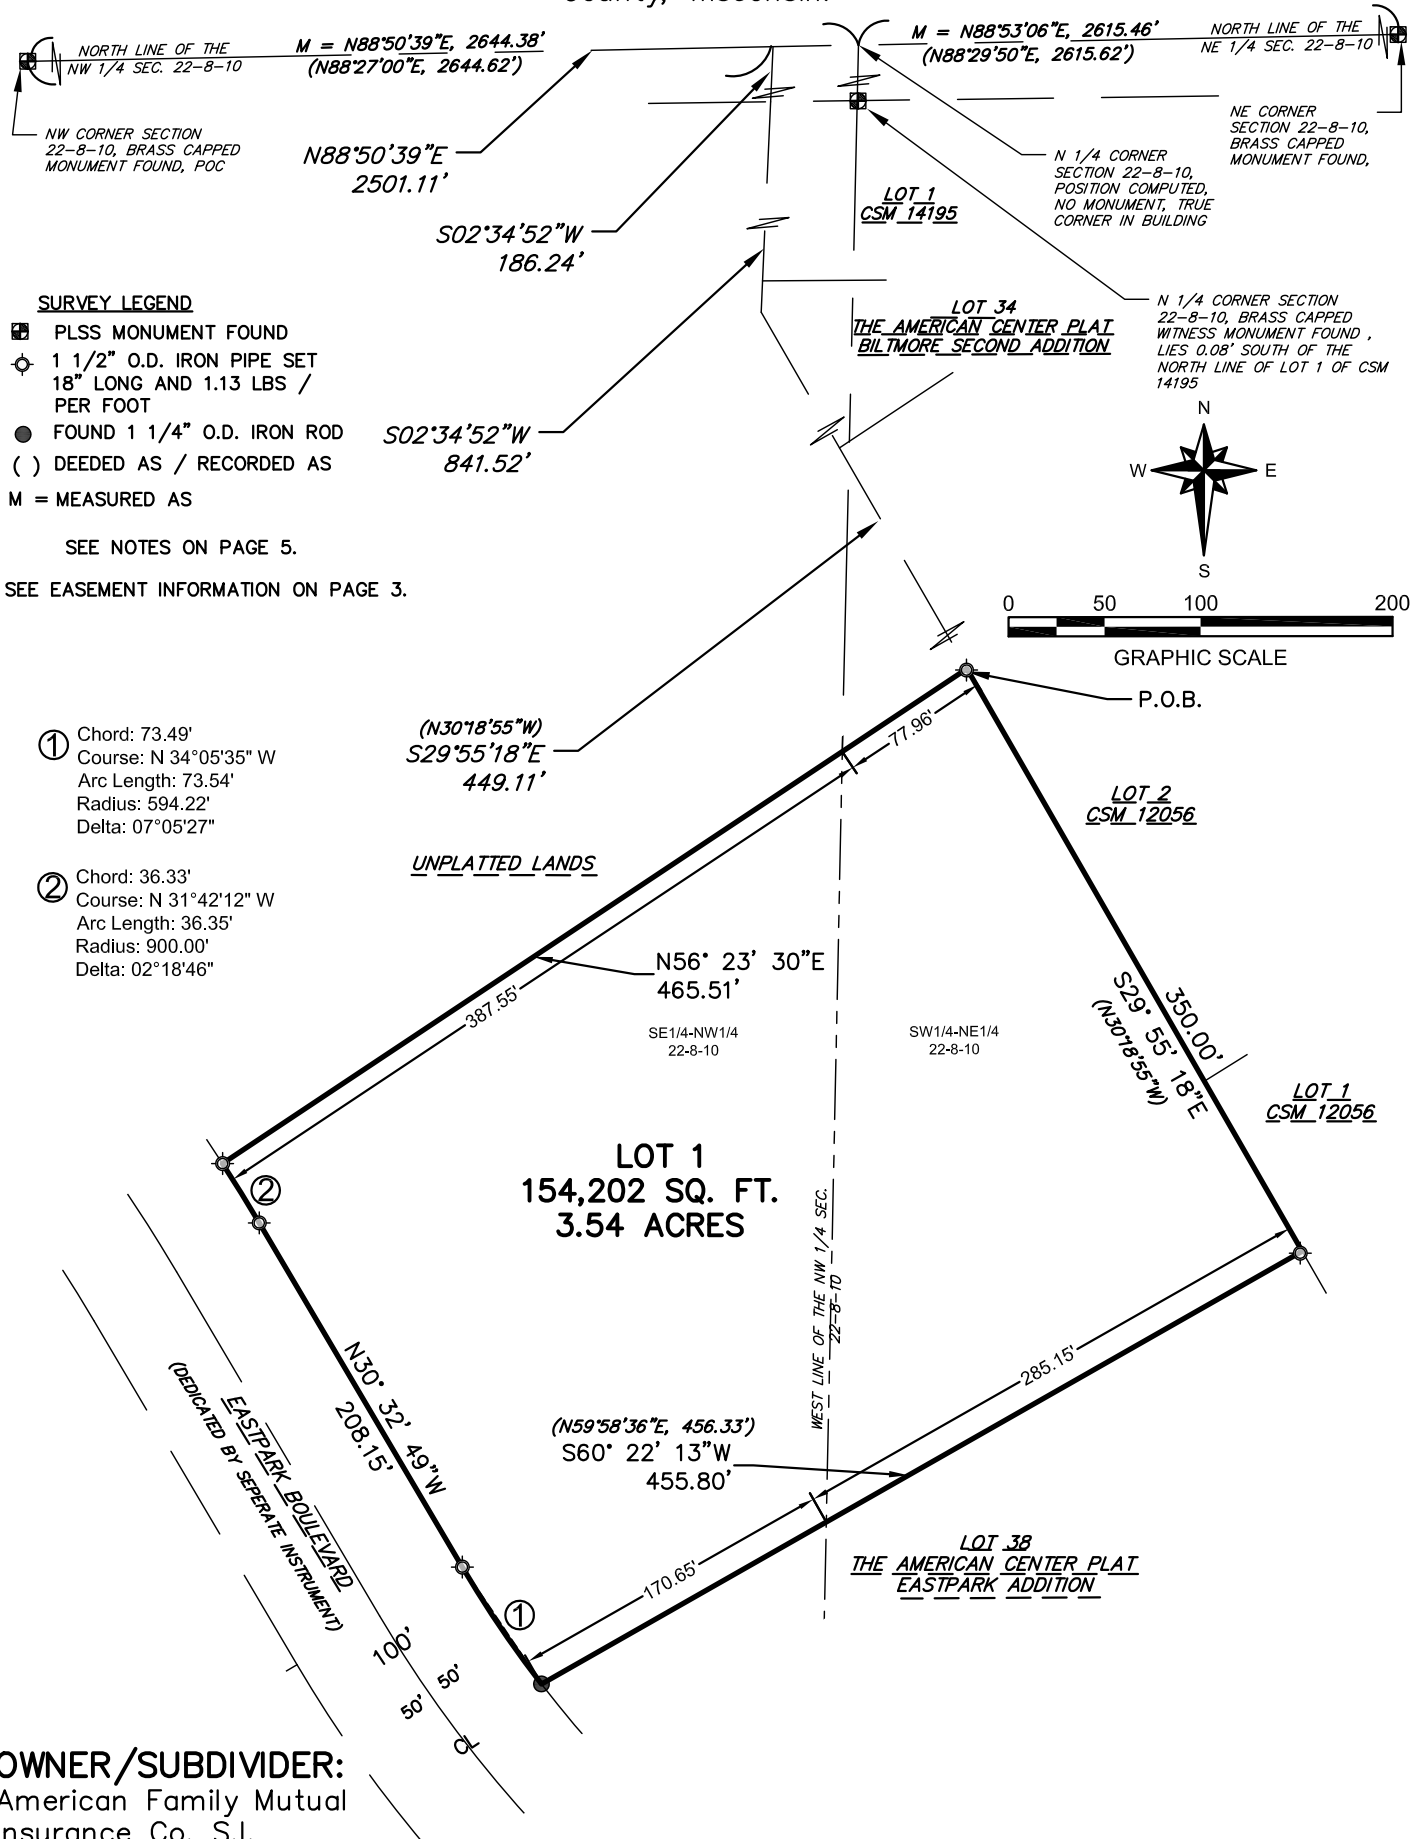 NORTH LINE OF THE
NW 1/4 SEC. 22-8-10
M = N88°50'39"E, 2644.38'
(N88°27'00"E, 2644.62')
M = N88°53'06"E, 2615.46'
(N88°29'50"E, 2615.62')
NORTH LINE OF THE
NE 1/4 SEC. 22-8-10
NW CORNER SECTION
22-8-10, BRASS CAPPED
MONUMENT FOUND, POC
N88°50'39"E
2501.11'
NE CORNER
SECTION 22-8-10,
BRASS CAPPED
MONUMENT FOUND,
N 1/4 CORNER
SECTION 22-8-10,
POSITION COMPUTED,
NO MONUMENT, TRUE
CORNER IN BUILDING
LOT 1
CSM 14195
S02°34'52"W
186.24'
SURVEY LEGEND
PLSS MONUMENT FOUND
1 1/2" O.D. IRON PIPE SET
18" LONG AND 1.13 LBS /
PER FOOT
FOUND 1 1/4" O.D. IRON ROD
( ) DEEDED AS / RECORDED AS
M = MEASURED AS
SEE NOTES ON PAGE 5.
SEE EASEMENT INFORMATION ON PAGE 3.
LOT 34
THE AMERICAN CENTER PLAT
BILTMORE SECOND ADDITION
N 1/4 CORNER SECTION
22-8-10, BRASS CAPPED
WITNESS MONUMENT FOUND ,
LIES 0.08' SOUTH OF THE
NORTH LINE OF LOT 1 OF CSM
14195
S02°34'52"W
841.52'
N
W E
S
0 50 100 200
GRAPHIC SCALE
P.O.B.
(N30°18'55"W)
S29°55'18"E
449.11'
77.96'
1
Chord: 73.49'
Course: N 34°05'35" W
Arc Length: 73.54'
Radius: 594.22'
Delta: 07°05'27"
2
Chord: 36.33'
Course: N 31°42'12" W
Arc Length: 36.35'
Radius: 900.00'
Delta: 02°18'46"
LOT 2
CSM 12056
UNPLATTED LANDS
N56° 23' 30"E
465.51'
387.55'
SE1/4-NW1/4
22-8-10
SW1/4-NE1/4
22-8-10
350.00'
S29° 55' 18"E
(N30°18'55"W)
LOT 1
CSM 12056
LOT 1
154,202 SQ. FT.
3.54 ACRES
2
WEST LINE OF THE NW 1/4 SEC.
22-8-10
285.15'
N30° 32' 49"W
208.15'
EASTPARK BOULEVARD
(DEDICATED BY SEPERATE INSTRUMENT)
(N59°58'36"E, 456.33')
S60° 22' 13"W
455.80'
170.65'
LOT 38
THE AMERICAN CENTER PLAT
EASTPARK ADDITION
1
100'
50'
50'
CL
OWNER/SUBDIVIDER:
American Family Mutual